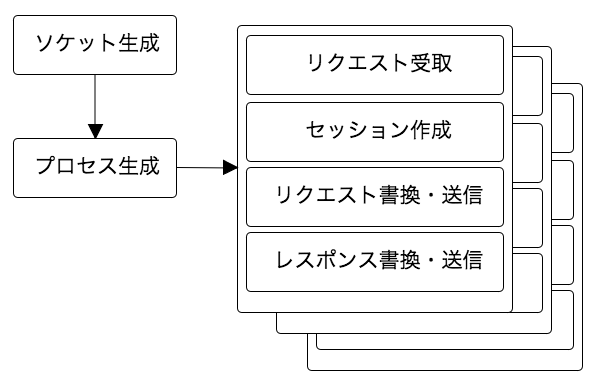 ソケット生成
プロセス生成
リクエスト受取
セッション作成
リクエスト書換・送信
レスポンス書換・送信